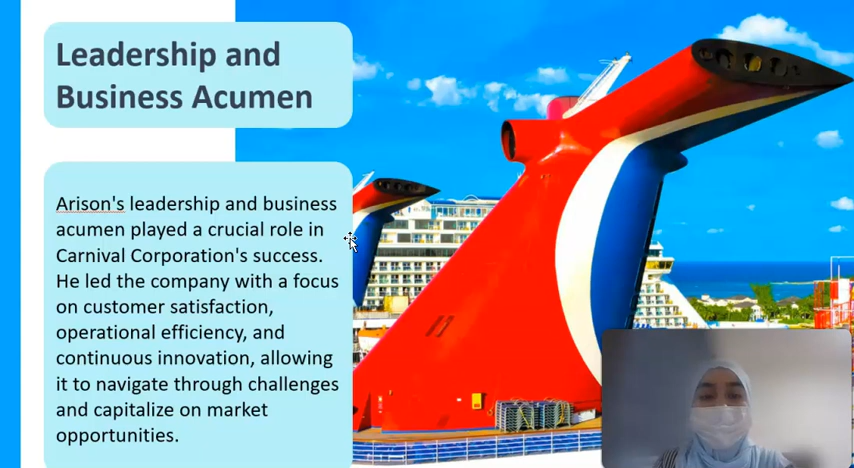 Leadership and
Business Acumen
Arison's leadership and business
acumen played a crucial role in
Carnival Corporation's success.
He led the company with a focus
on customer satisfaction,
operational efficiency, and
continuous innovation, allowing
it to navigate through challenges
and capitalize on market
opportunities.